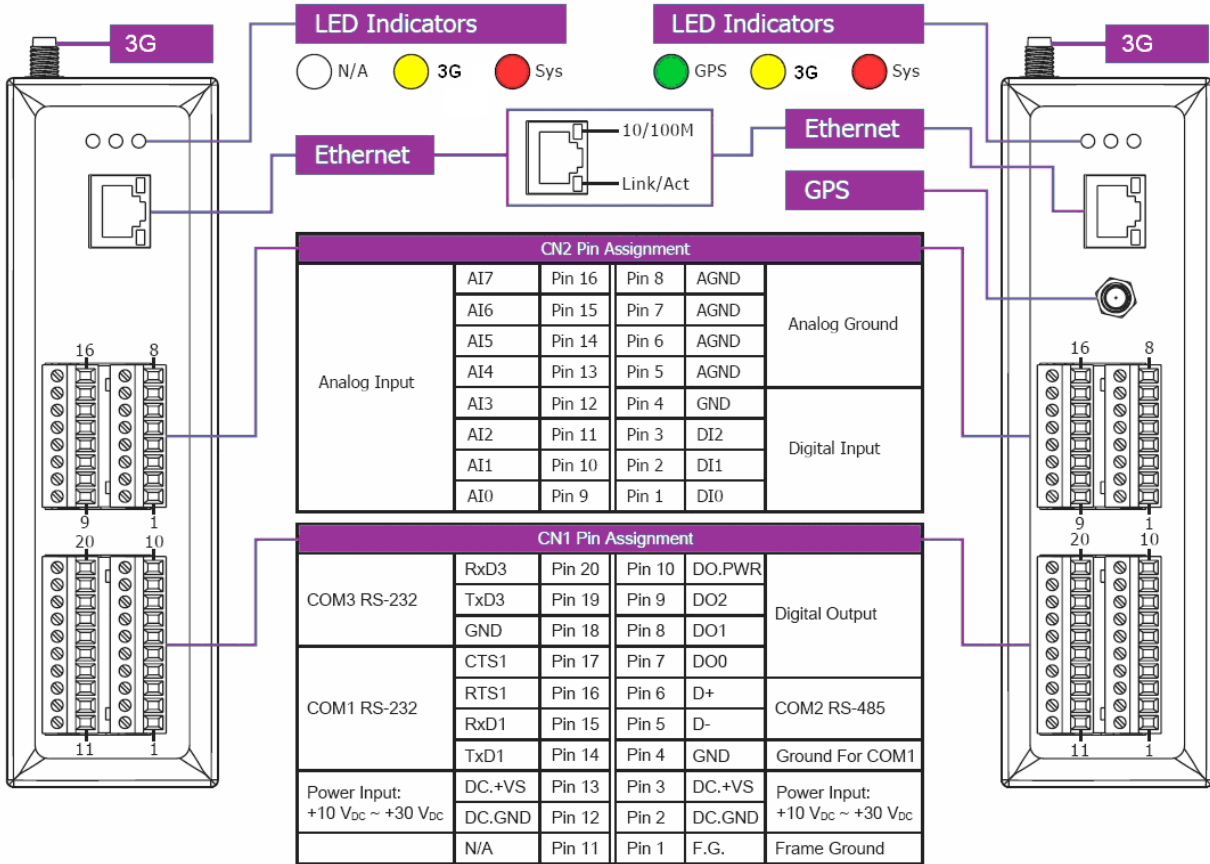 3G
LED Indicators
LED Indicators
3G
N/A 3G Sys
GPS 3G Sys
Ethernet
10/100M
Link/Act
Ethernet
GPS
CN2 Pin Assignment
Analog Input
AI7 Pin 16 Pin 8 AGND
AI6 Pin 15 Pin 7 AGND
Analog Ground
AI5 Pin 14 Pin 6 AGND
AI4 Pin 13 Pin 5 AGND
AI3 Pin 12 Pin 4 GND
AI2 Pin 11 Pin 3 DI2
Digital Input
AI1 Pin 10 Pin 2 DI1
AI0 Pin 9 Pin 1 DI0
16 8
9 1
20 10
11 1
16 8
9 1
20 10
11 1
CN1 Pin Assignment
COM3 RS-232
RxD3 Pin 20 Pin 10 DO.PWR
TxD3 Pin 19 Pin 9 DO2
Digital Output
GND Pin 18 Pin 8 DO1
CTS1 Pin 17 Pin 7 DO0
COM1 RS-232
RTS1 Pin 16 Pin 6 D+
COM2 RS-485
RxD1 Pin 15 Pin 5 D-
TxD1 Pin 14 Pin 4 GND Ground For COM1
Power Input:
+10 VDC ~ +30 VDC
DC.+VS Pin 13 Pin 3 DC.+VS
DC.GND Pin 12 Pin 2 DC.GND
Power Input:
+10 VDC ~ +30 VDC
N/A Pin 11 Pin 1 F.G. Frame Ground